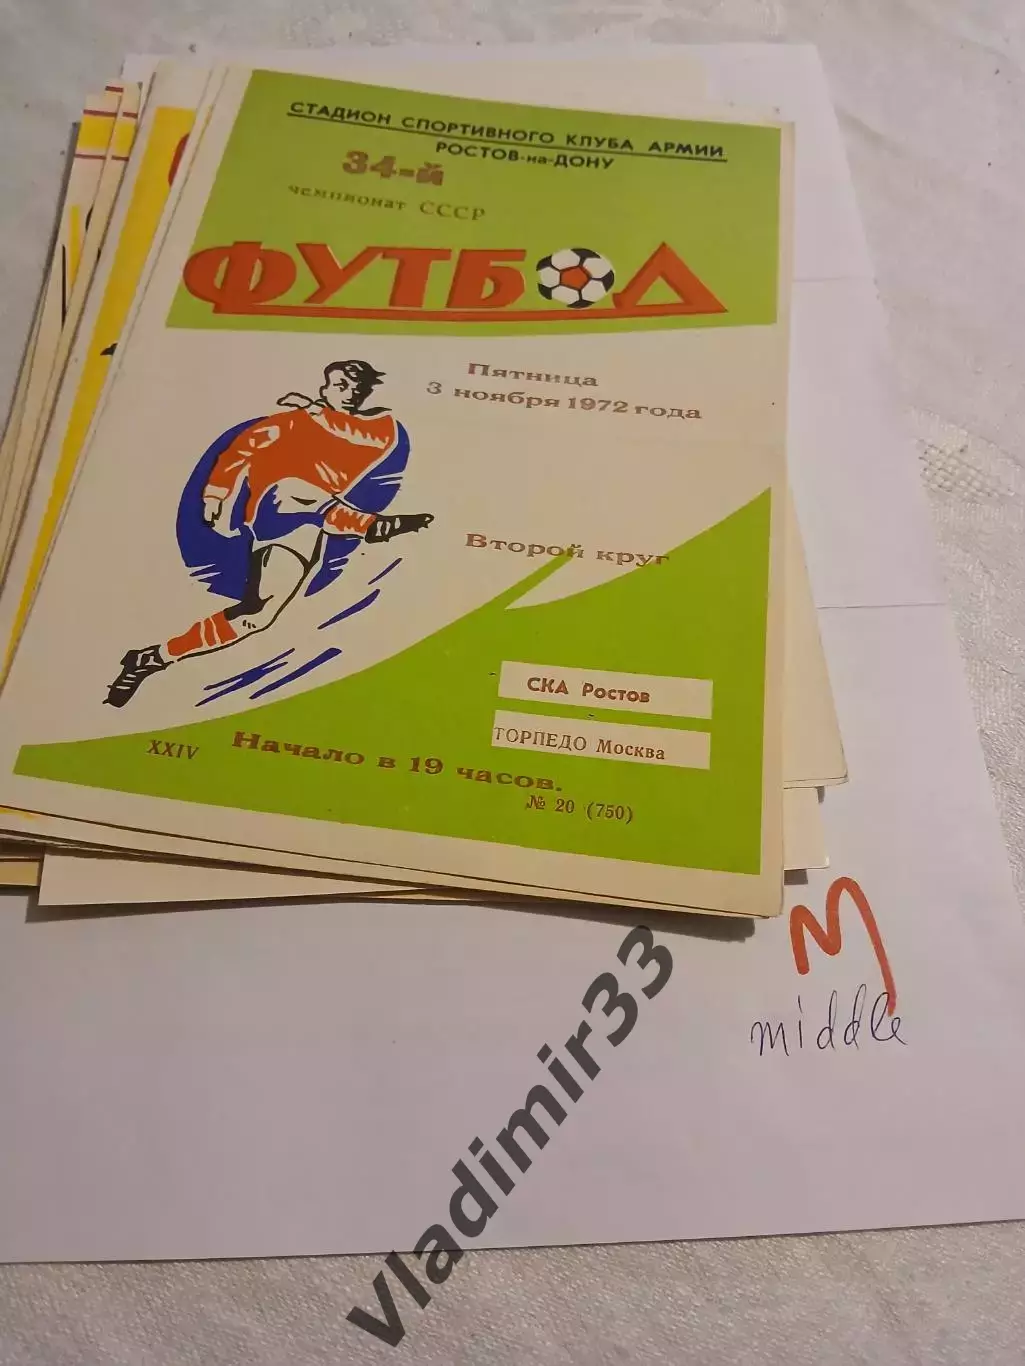 СТАДИОН СПОРТИВНОГО КЛУБА АРМИИ
РОСТОВ-на-ДОНУ
34-й
чемпионат СССР
ФУТБОЛ
Пятница
3 ноября 1972 года
Второй круг
СКА Ростов
ТОРПЕДО Москва
XXIV
Начало в 19 часов.
№ 20 (750)
M
middle
vladimir33